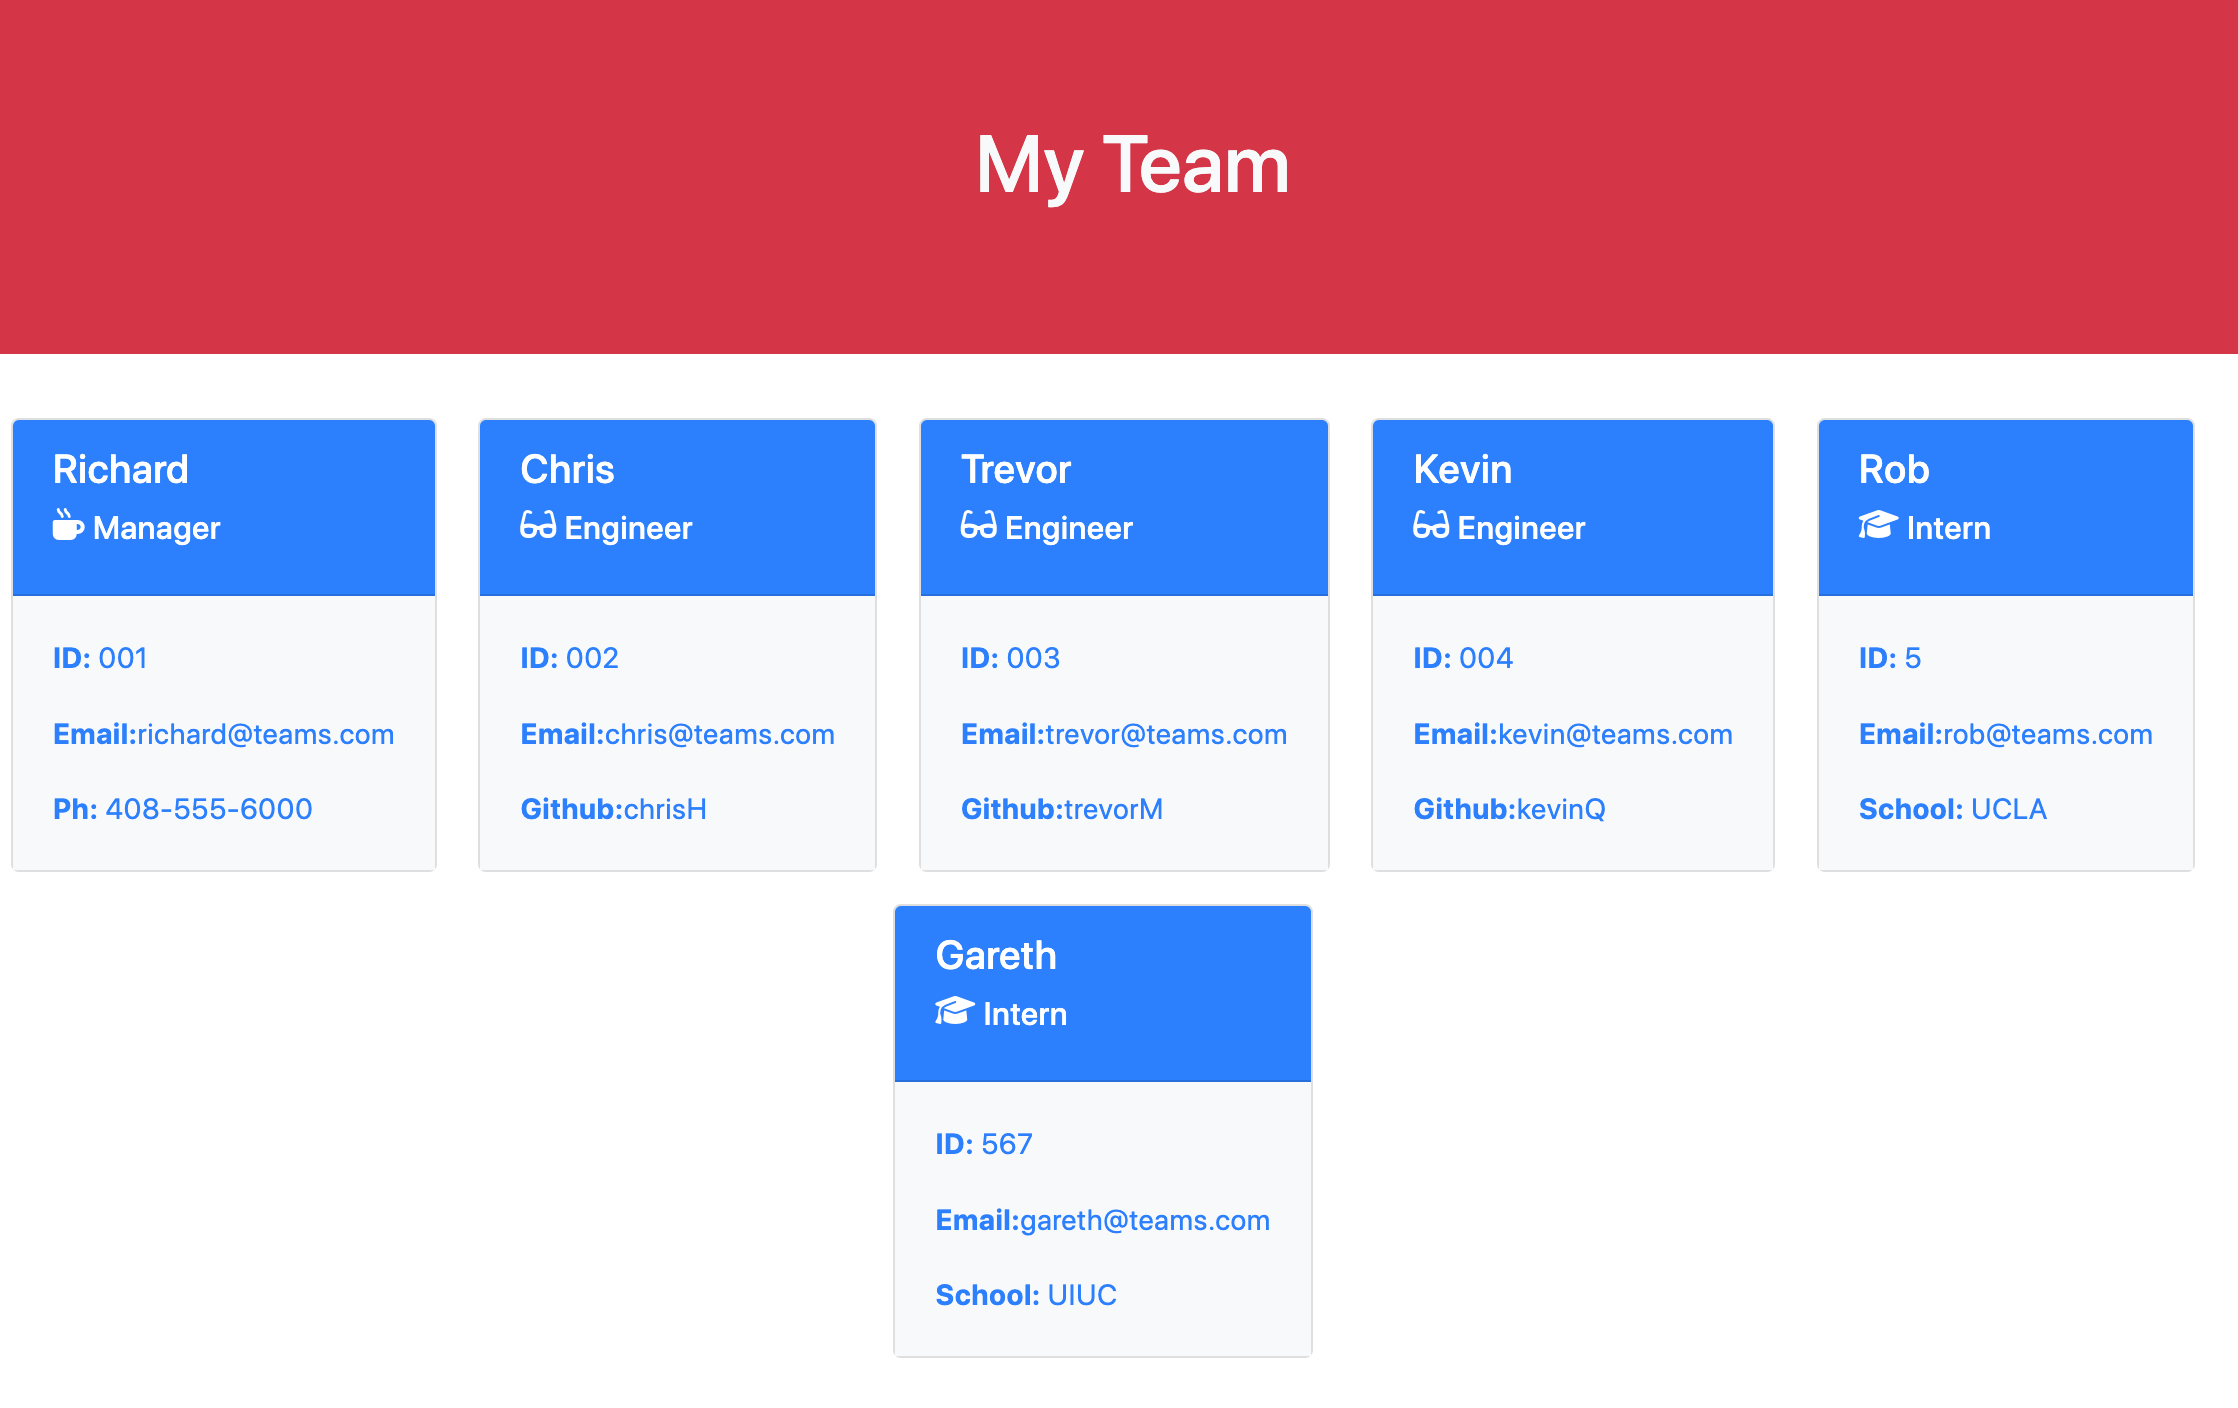 My Team
Richard
Manager
ID: 001
Email:richard@teams.com
Ph: 408-555-6000
Chris
Engineer
ID: 002
Email:chris@teams.com
Github:chrisH
Trevor
Engineer
ID: 003
Email:trevor@teams.com
Github:trevorM
Kevin
Engineer
ID: 004
Email:kevin@teams.com
Github:kevinQ
Rob
Intern
ID: 5
Email:rob@teams.com
School: UCLA
Gareth
Intern
ID: 567
Email:gareth@teams.com
School: UIUC